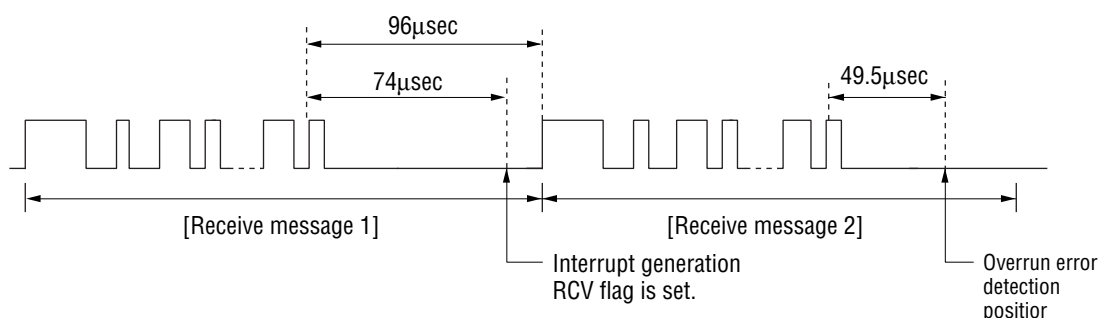 96μsec
74μsec
49.5μsec
[Receive message 1]
[Receive message 2]
Interrupt generation
RCV flag is set.
Overrun error
detection
positior